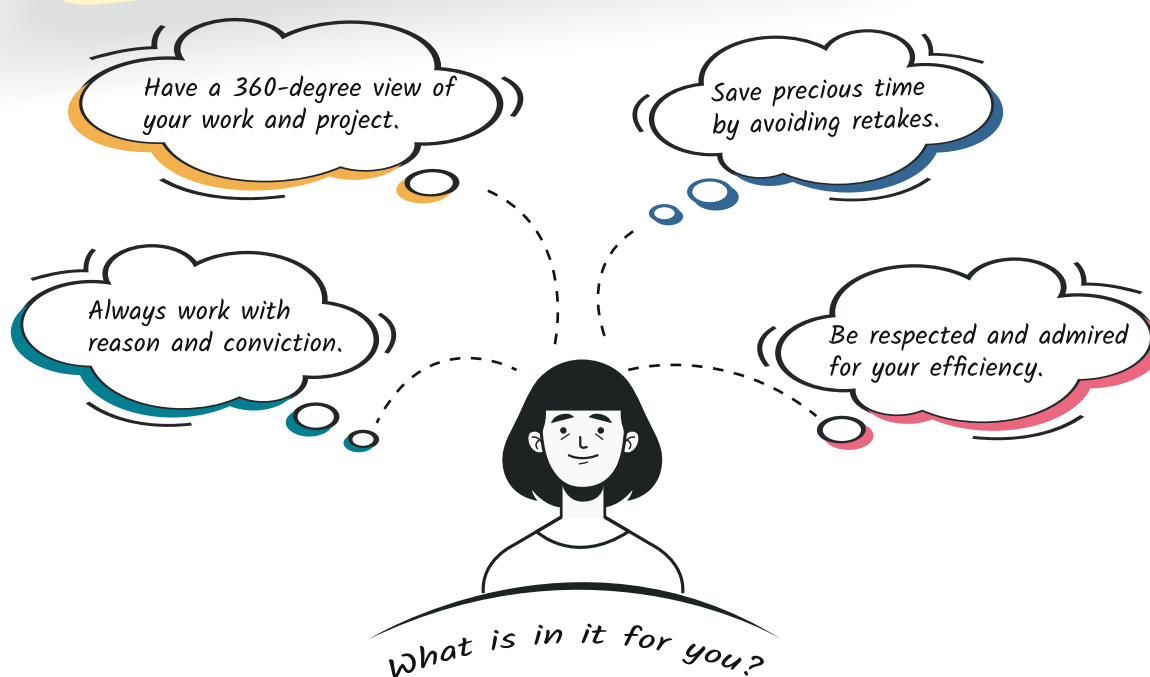 Have a 360-degree view of
your work and project.
Save precious time
by avoiding retakes.
Always work with
reason and conviction.
Be respected and admired
for your efficiency.
What is in it for you?